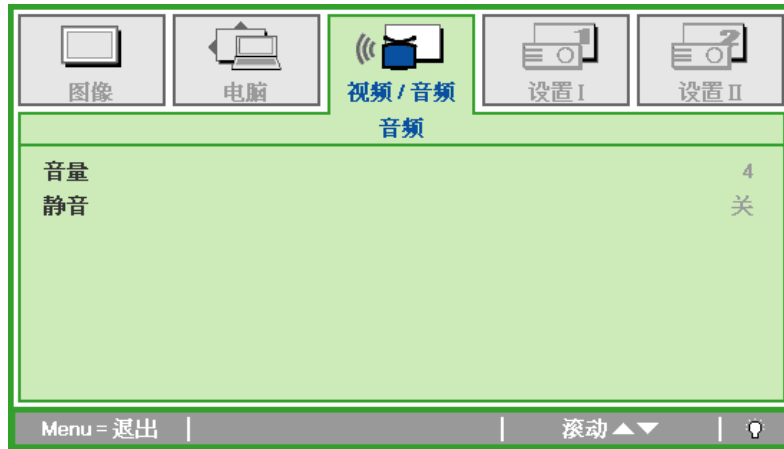 图像
电脑
视频 / 音频
设置 I
设置 II
音频
音量 4
静音 关
Menu = 退出 | | 滚动▲▼ |